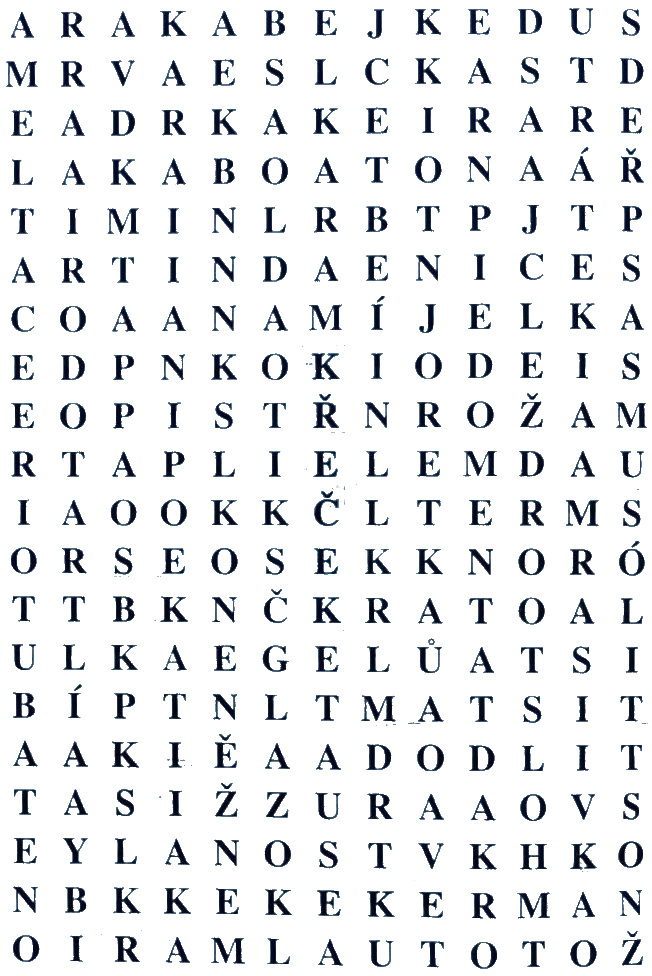 A R A K A B E J K E D U S
M R V A E S L C K A S T D
E A D R K A K E I R A R E
L A K A B O A T O N A Á Ř
T I M I N L R B T P J T P
A R T I N D A E N I C E S
C O A A N A M Í J E L K A
E D P N K O K I O D E I S
E O P I S T Ř N R O Ž A M
R T A P L I E L E M D A U
I A O O K K Č L T E R M S
O R S E O S E K K N O R Ó
T T B K N Č K R A T O A L
U L K A E G E L Ů A T S I
B Í P T N L T M A T S I T
A A K I Ě A A D O D L I T
T A S I Ž Z U R A A O V S
E Y L A N O S T V K H K O
N B K K E K E K E R M A N
O I R A M L A U T O T O Ž